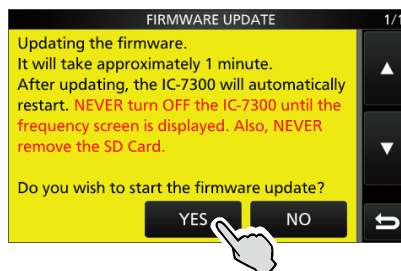 FIRMWARE UPDATE 1/1
Updating the firmware.
It will take approximately 1 minute.
After updating, the IC-7300 will automatically
restart. NEVER turn OFF the IC-7300 until the
frequency screen is displayed. Also, NEVER
remove the SD Card.
Do you wish to start the firmware update?
YES NO